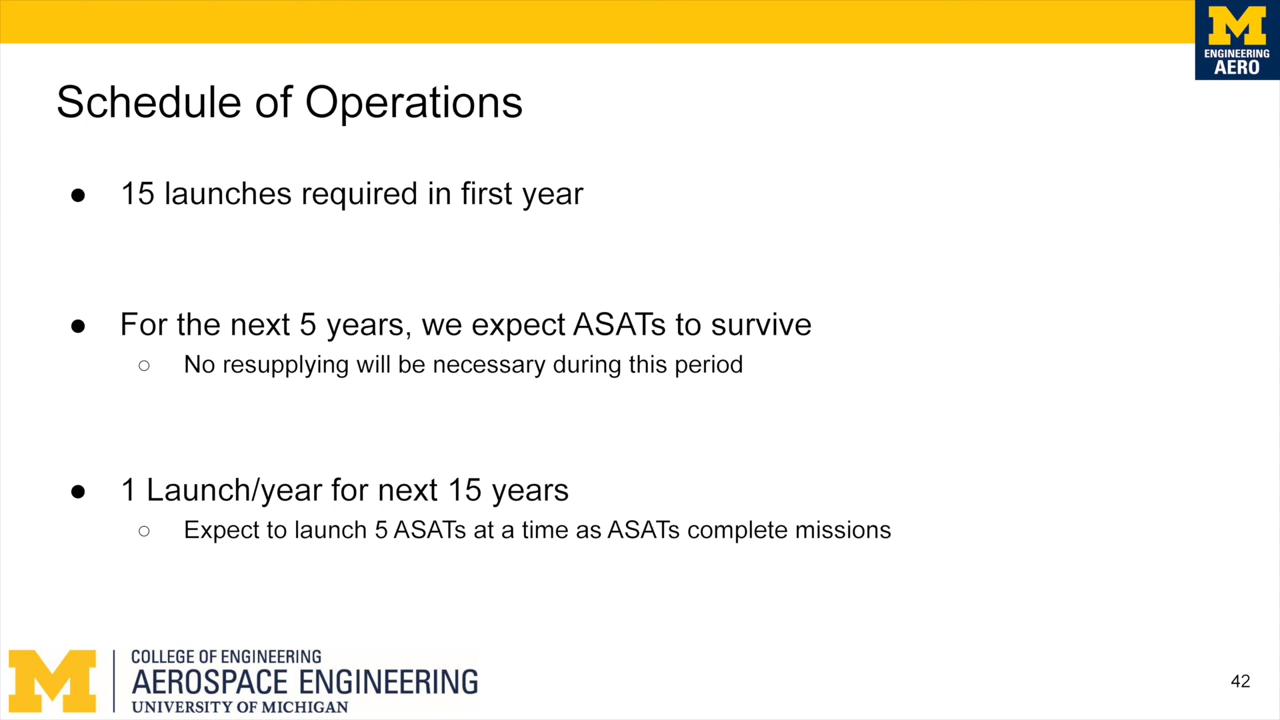 M
ENGINEERING
AERO
Schedule of Operations
● 15 launches required in first year
● For the next 5 years, we expect ASATs to survive
○ No resupplying will be necessary during this period
● 1 Launch/year for next 15 years
○ Expect to launch 5 ASATs at a time as ASATs complete missions
M
COLLEGE OF ENGINEERING
AEROSPACE ENGINEERING
UNIVERSITY OF MICHIGAN
42